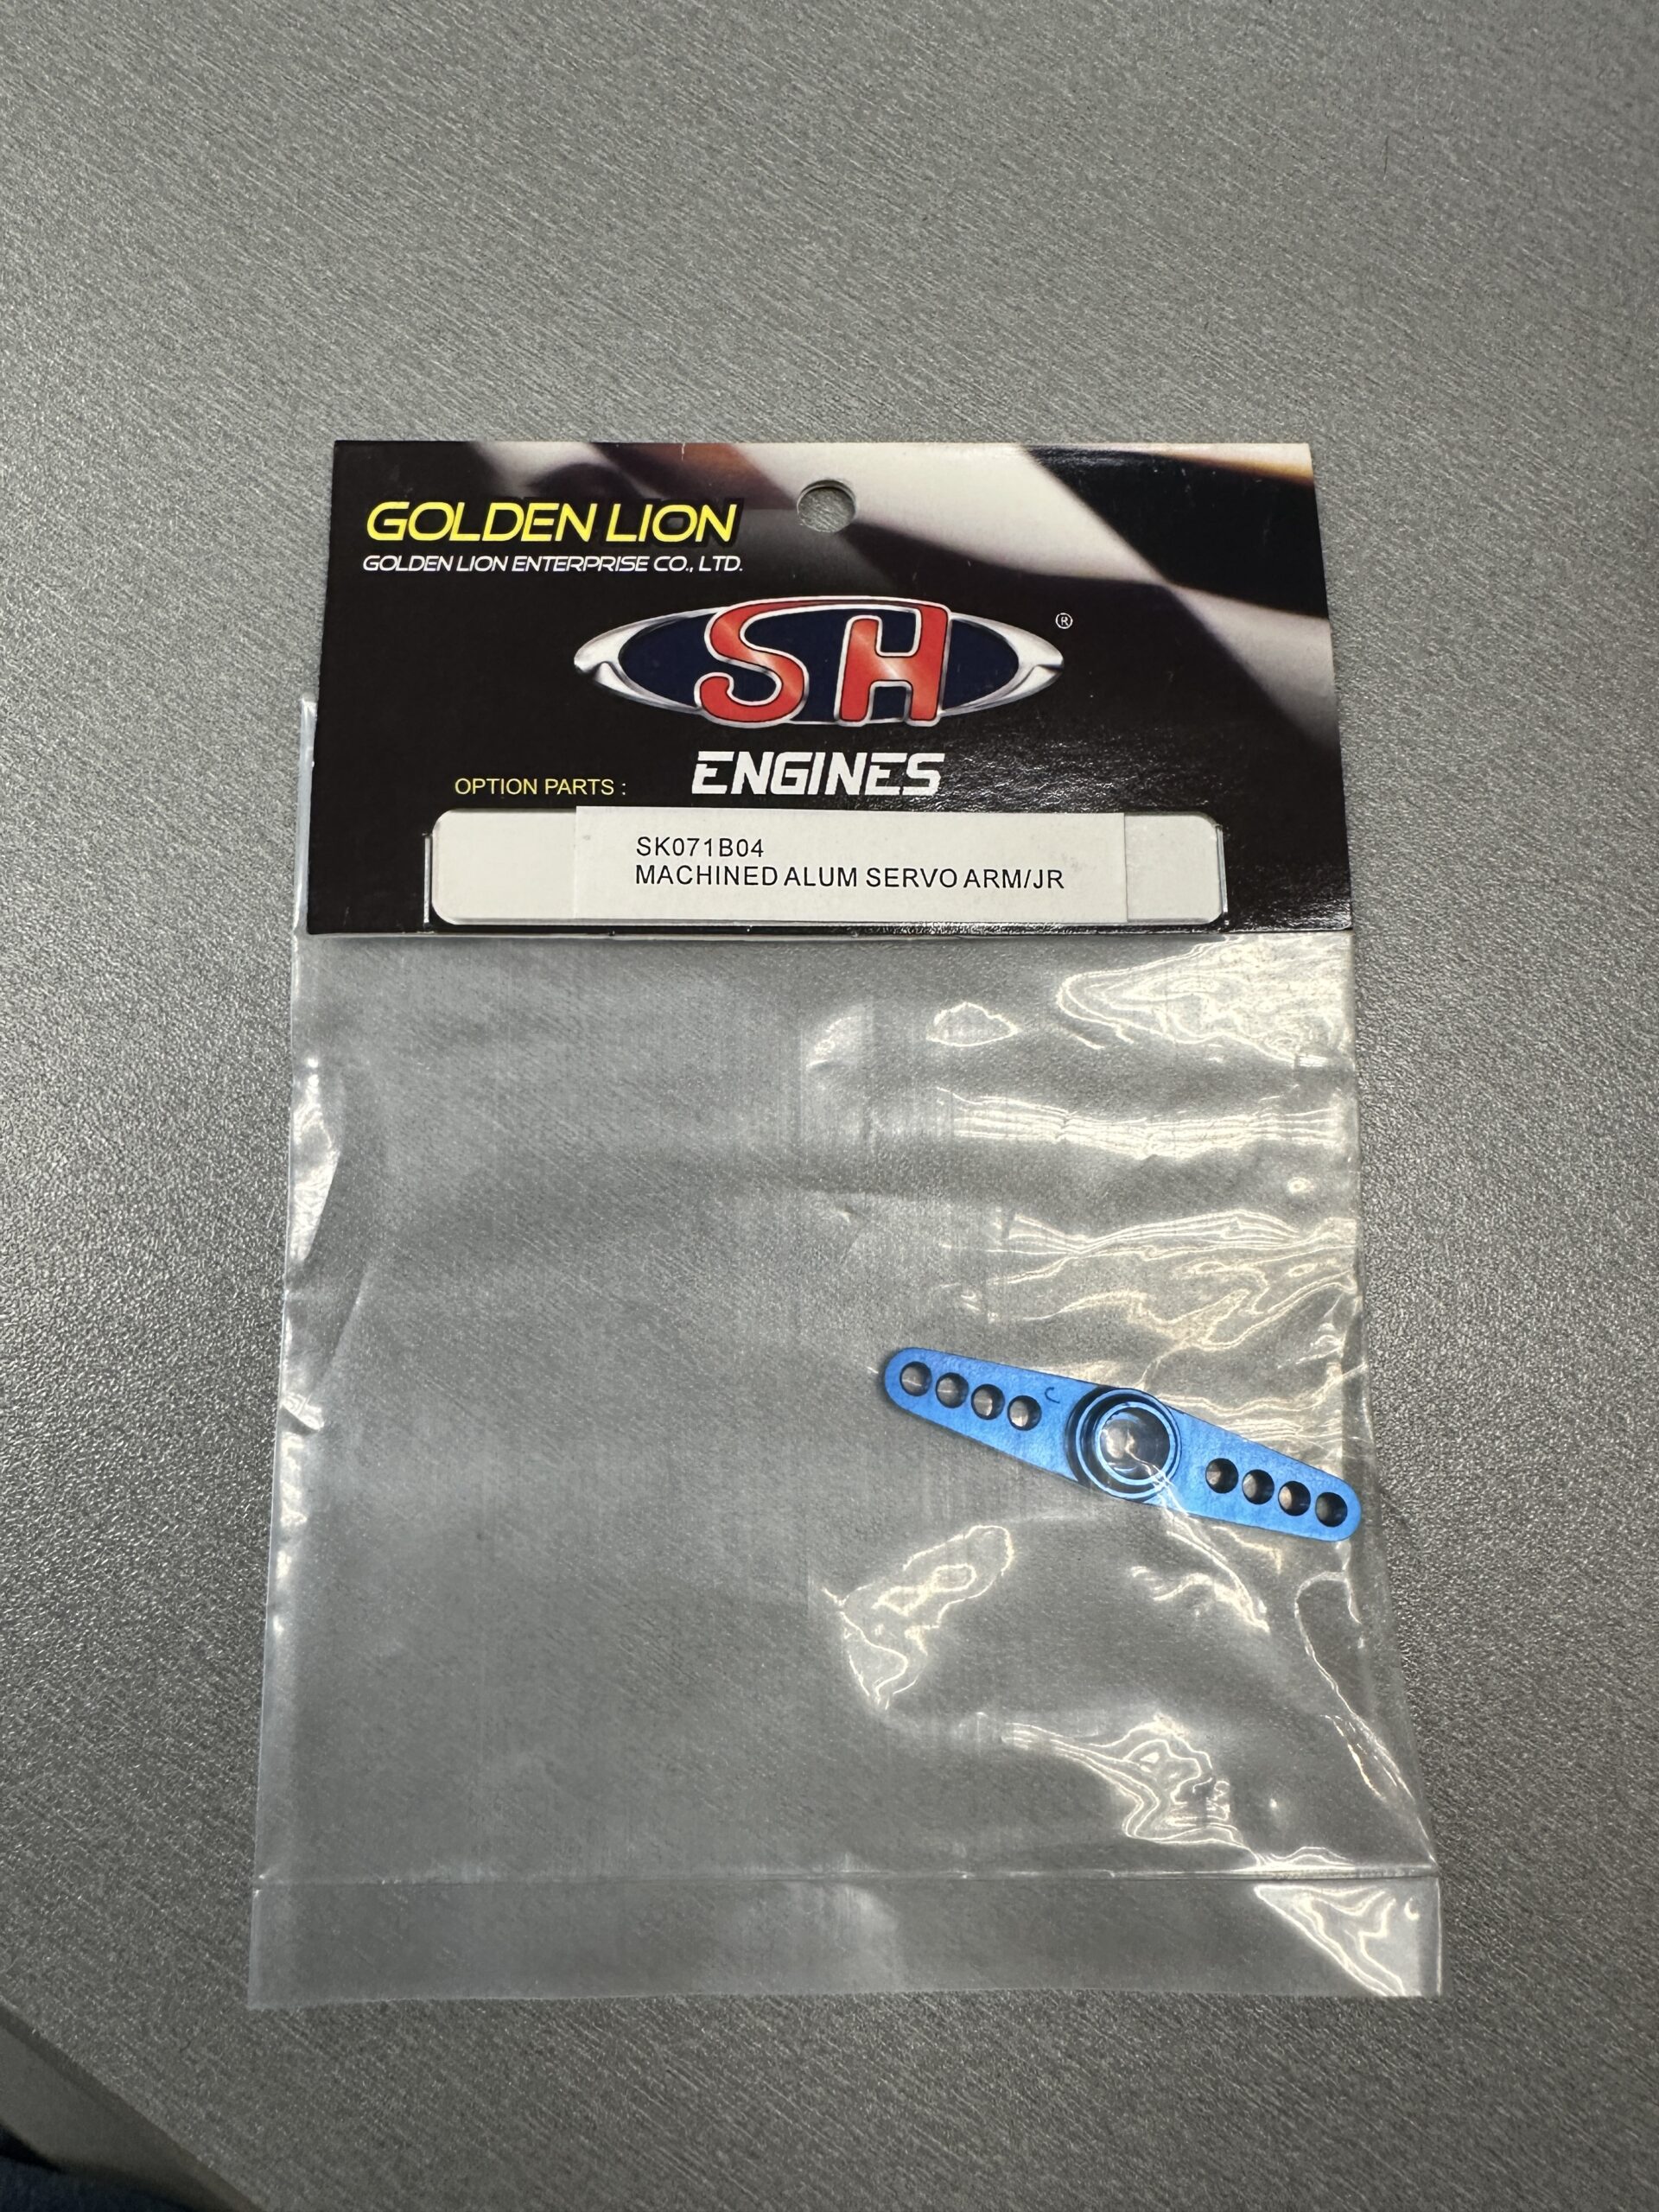 GOLDEN LION
GOLDEN LION ENTERPRISE CO., LTD.
SH ®
ENGINES
OPTION PARTS :
SK071B04
MACHINED ALUM SERVO ARM/JR
J